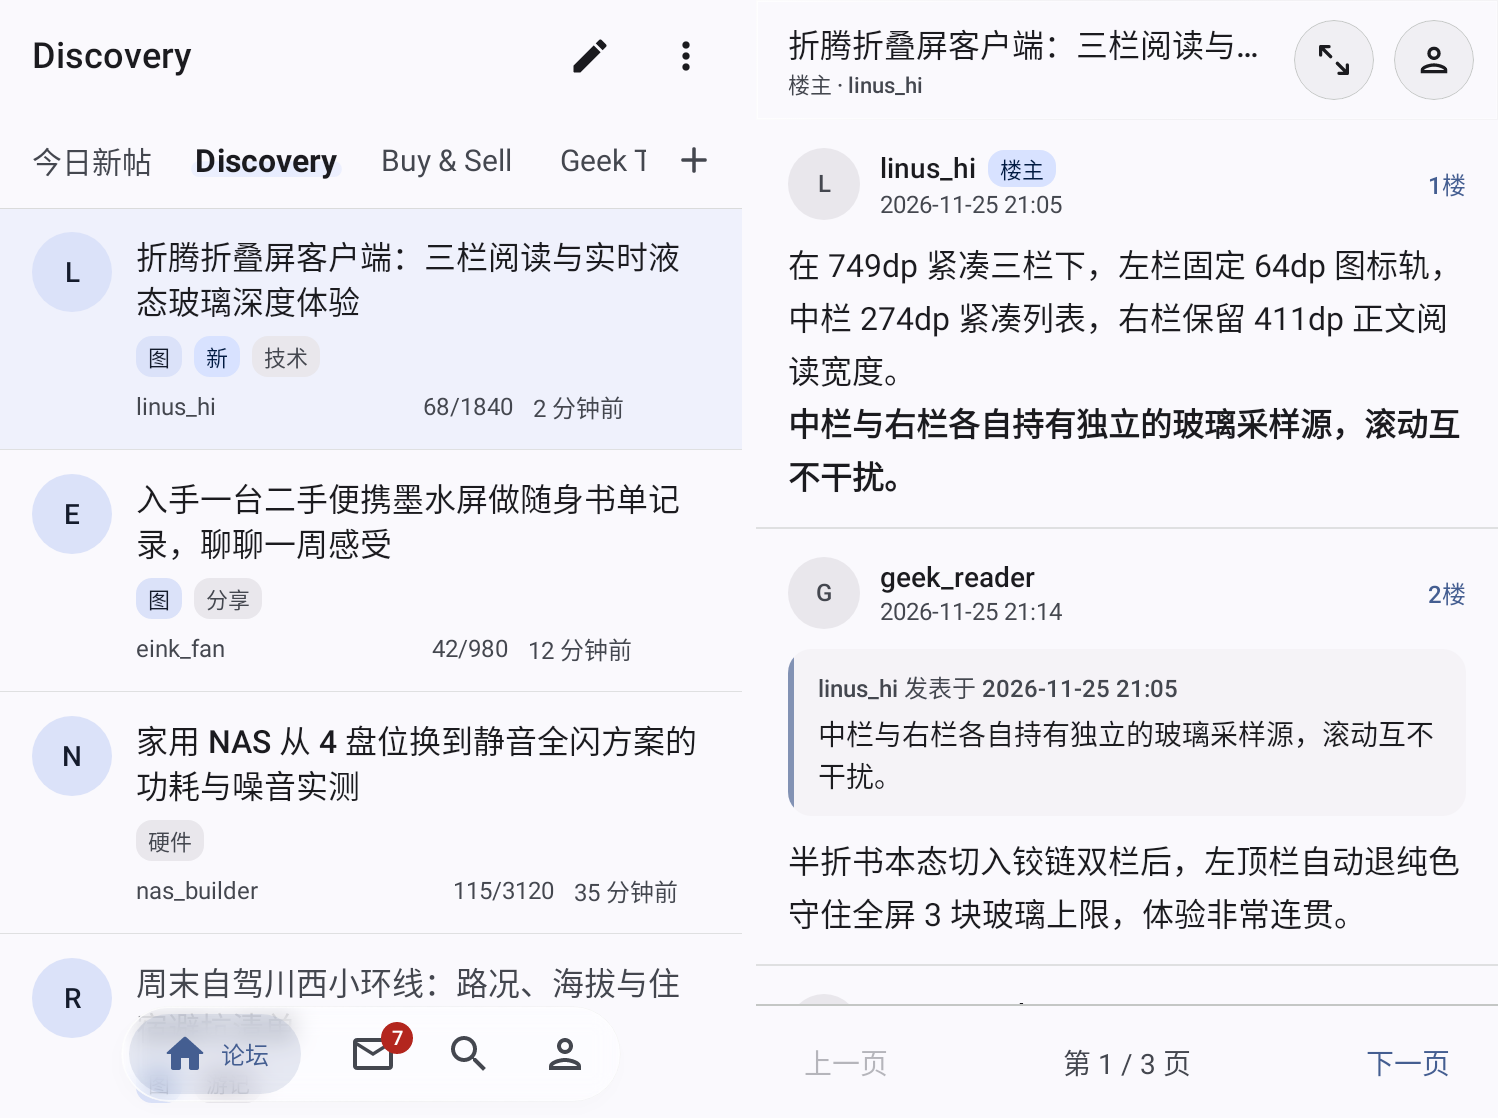 Discovery
今日新帖 Discovery Buy & Sell Geek T
L
折腾折叠屏客户端：三栏阅读与实时液
态玻璃深度体验
图 新 技术
linus_hi 68/1840 2 分钟前
E
入手一台二手便携墨水屏做随身书单记
录，聊聊一周感受
图 分享
eink_fan 42/980 12 分钟前
N
家用 NAS 从 4 盘位换到静音全闪方案的
功耗与噪音实测
硬件
nas_builder 115/3120 35 分钟前
R
周末自驾川西小环线：路况、海拔与住
图 游记
论坛 7
折腾折叠屏客户端：三栏阅读与...
楼主 · linus_hi
L
linus_hi 楼主
2026-11-25 21:05
1楼
在 749dp 紧凑三栏下，左栏固定 64dp 图标轨，
中栏 274dp 紧凑列表，右栏保留 411dp 正文阅
读宽度。
中栏与右栏各自持有独立的玻璃采样源，滚动互
不干扰。
G
geek_reader
2026-11-25 21:14
2楼
linus_hi 发表于 2026-11-25 21:05
中栏与右栏各自持有独立的玻璃采样源，滚动互不
干扰。
半折书本态切入铰链双栏后，左顶栏自动退纯色
守住全屏 3 块玻璃上限，体验非常连贯。
上一页 第 1 / 3 页 下一页